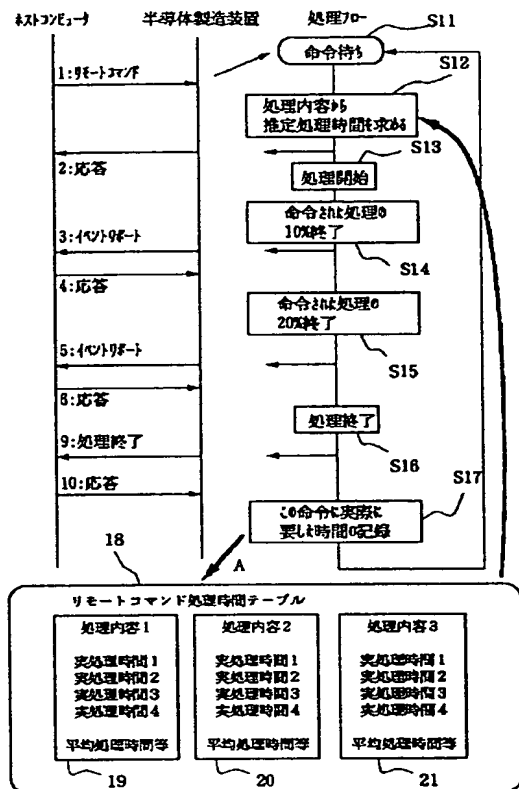 ホストコンピュータ
半導体製造装置
処理フロー
S11
命令待ち
1:リモートコマンド
S12
処理内容から
推定処理時間を求める
S13
2:応答
処理開始
3:イベントリポート
命令された処理の
10%終了
S14
4:応答
命令された処理の
20%終了
5:イベントリポート
S15
8:応答
処理終了
9:処理終了
S16
S17
10:応答
この命令に実際に
要した時間の記録
18
A
リモートコマンド処理時間テーブル
処理内容1
実処理時間1
実処理時間2
実処理時間3
実処理時間4
平均処理時間等
処理内容2
実処理時間1
実処理時間2
実処理時間3
実処理時間4
平均処理時間等
処理内容3
実処理時間1
実処理時間2
実処理時間3
実処理時間4
平均処理時間等
19
20
21